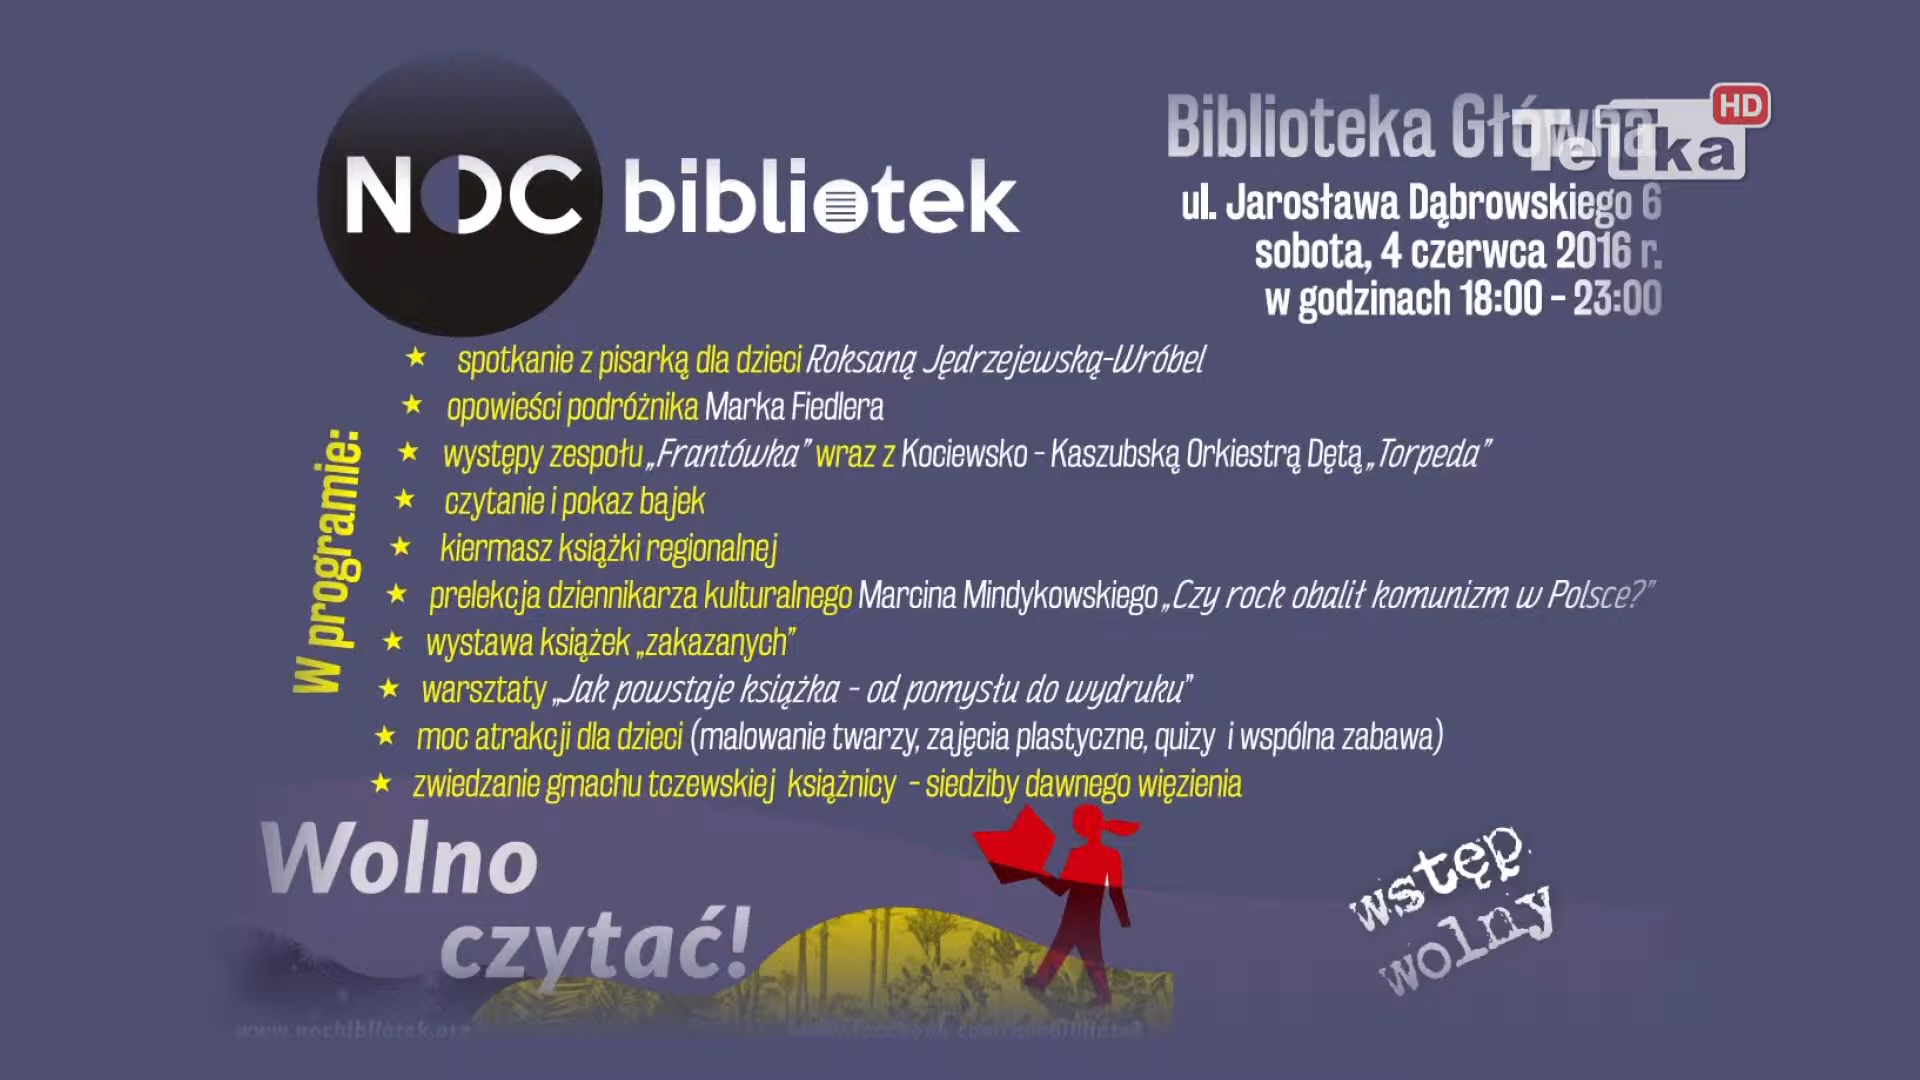 NOC bibliotek
Biblioteka Główna
TeTka HD
ul. Jarosława Dąbrowskiego 6
sobota, 4 czerwca 2016 r.
w godzinach 18:00 - 23:00
W programie:
★ spotkanie z pisarką dla dzieci Roksaną Jędrzejewską-Wróbel
★ opowieści podróżnika Marka Fiedlera
★ występy zespołu „Frantówka” wraz z Kociewsko - Kaszubską Orkiestrą Dętą „Torpeda”
★ czytanie i pokaz bajek
★ kiermasz książki regionalnej
★ prelekcja dziennikarza kulturalnego Marcina Mindykowskiego „Czy rock obalił komunizm w Polsce?”
★ wystawa książek „zakazanych”
★ warsztaty „Jak powstaje książka - od pomysłu do wydruku”
★ moc atrakcji dla dzieci (malowanie twarzy, zajęcia plastyczne, quizy i wspólna zabawa)
★ zwiedzanie gmachu tczewskiej książnicy - siedziby dawnego więzienia
Wolno
czytać!
wstęp
wolny
www.nocbibliotek.org